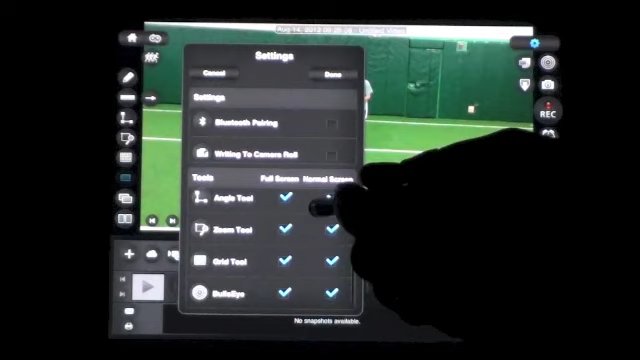 Settings
Cancel Done
REC
Settings
Bluetooth Pairing
Writing To Camera Roll
Tools Full Screen Normal Screen
Angle Tool
Zoom Tool
Grid Tool
BullsEye
No snapshots available.